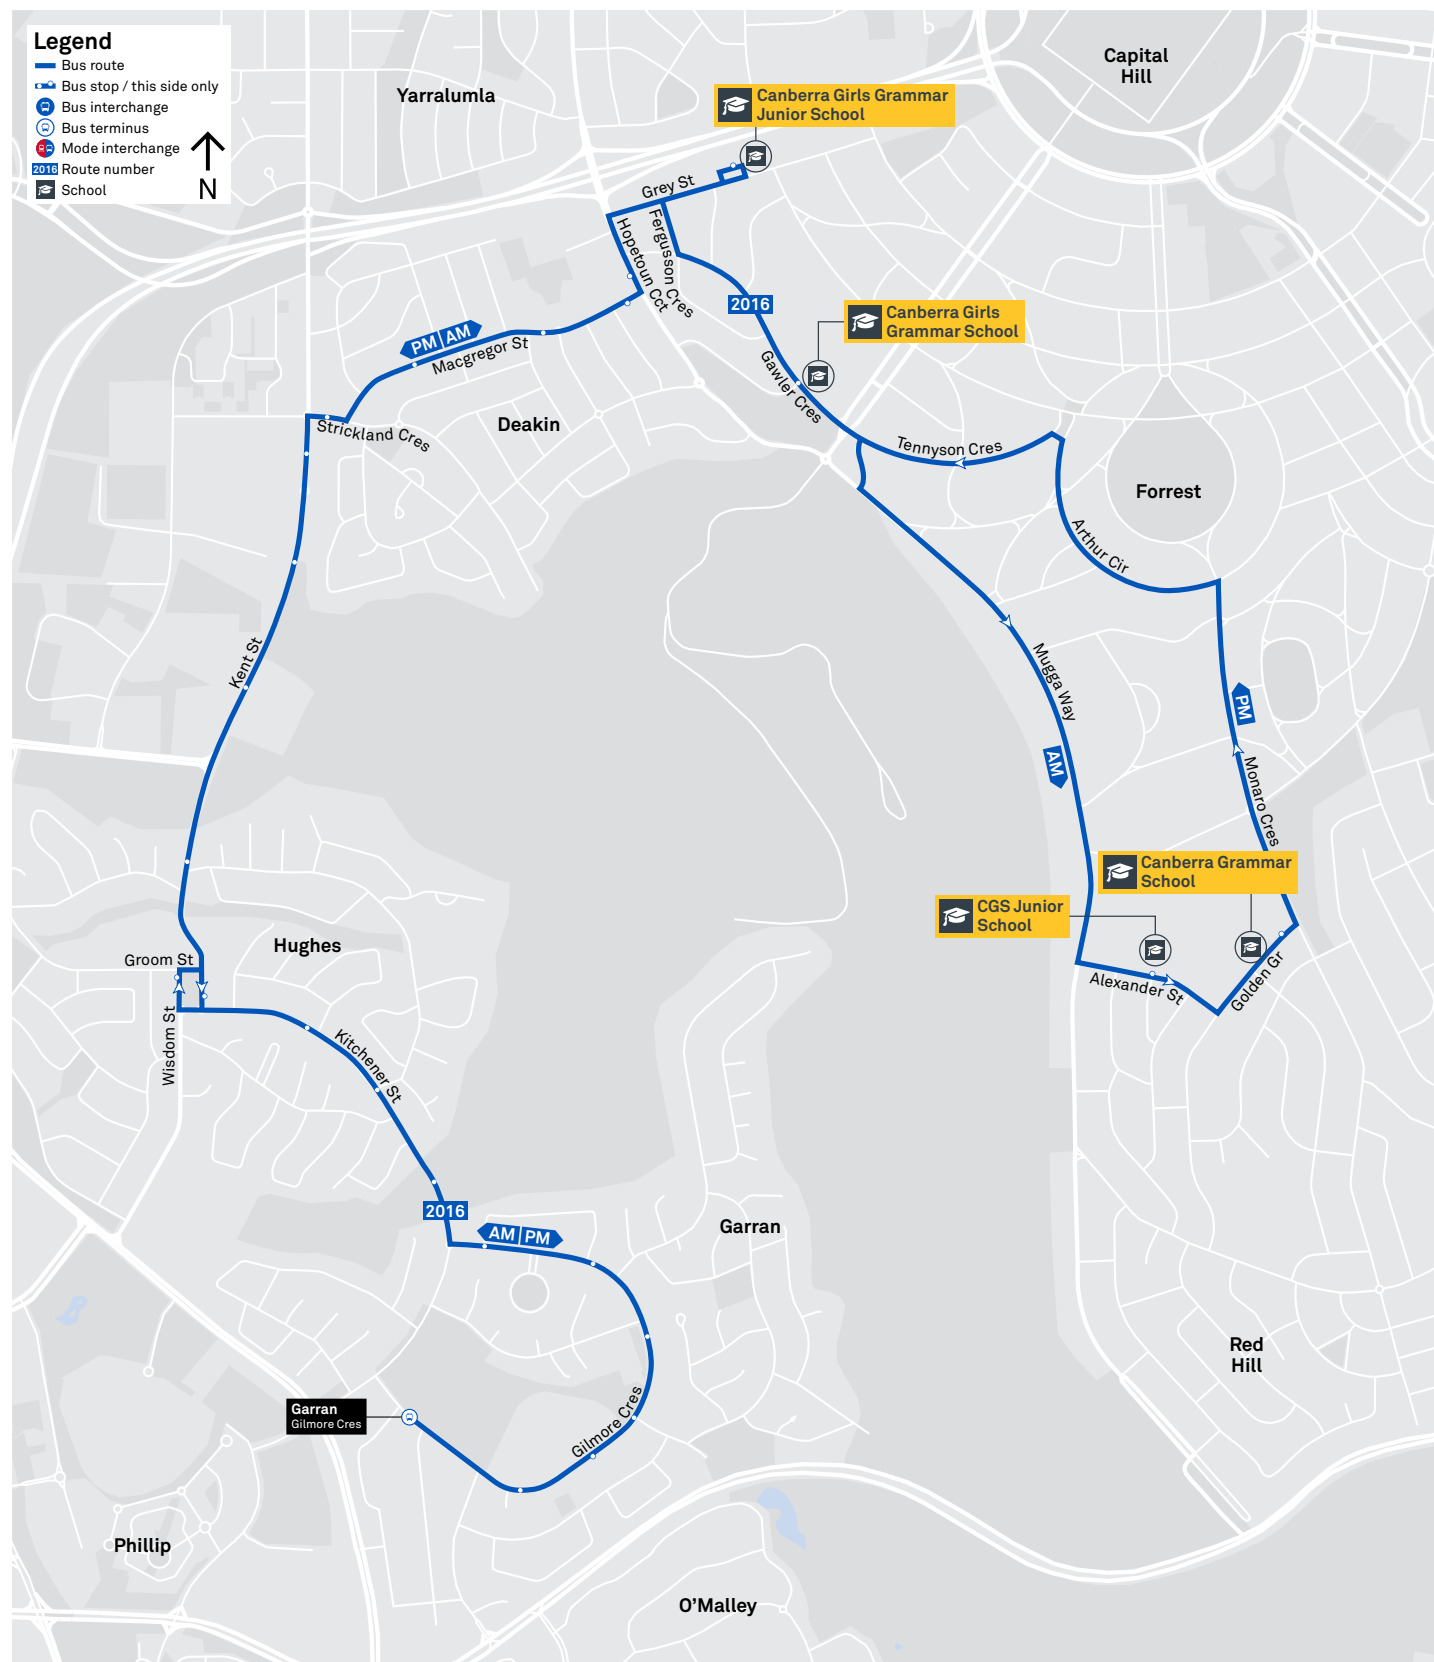 Legend
Bus route
Bus stop / this side only
Bus interchange
Bus terminus
Mode interchange
2016 Route number
School
N
Capital
Hill
Yarralumla
Canberra Girls Grammar
Junior School
Grey St
Hopetoun Cct
Fergusson Cres
2016
Canberra Girls
Grammar School
PM AM
Macgregor St
Gawler Cres
Deakin
Strickland Cres
Tennyson Cres
Forrest
Arthur Cir
Kent St
Mugga Way
PM
AM
Monaro Cres
Canberra Grammar
School
CGS Junior
School
Hughes
Groom St
Alexander St
Golden Gr
Wisdom St
Kitchener St
2016
AM PM
Garran
Red
Hill
Garran
Gilmore Cres
Gilmore Cres
Phillip
O'Malley